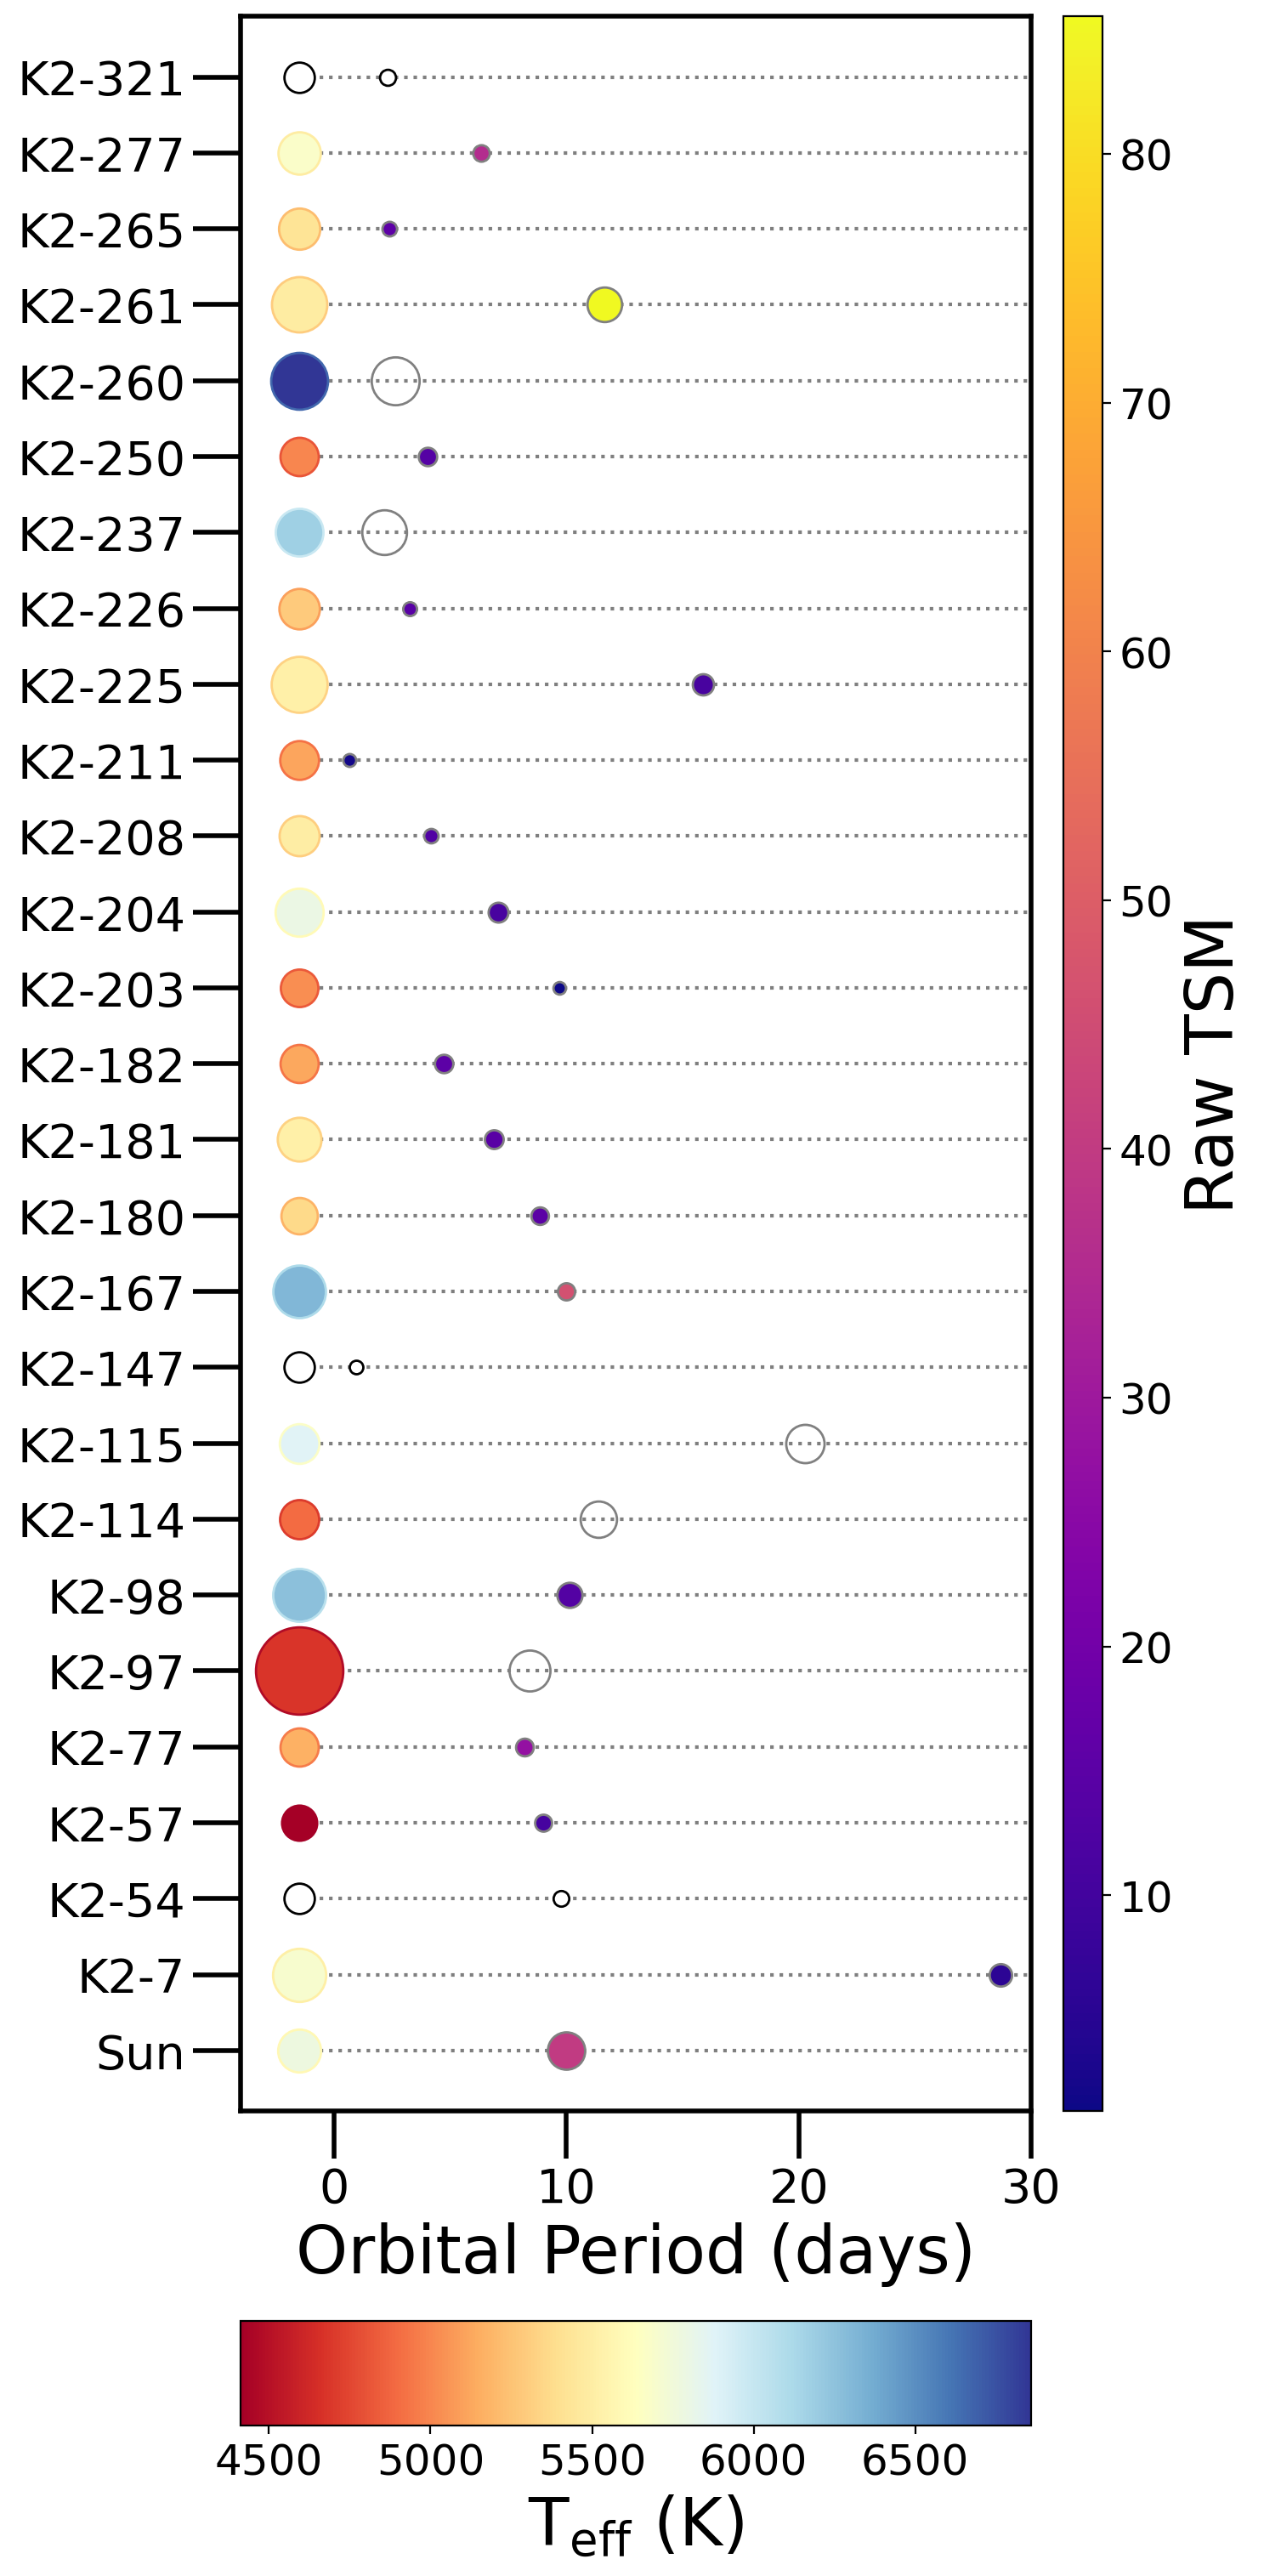 K2-321
K2-277
K2-265
K2-261
K2-260
K2-250
K2-237
K2-226
K2-225
K2-211
K2-208
K2-204
K2-203
K2-182
K2-181
K2-180
K2-167
K2-147
K2-115
K2-114
K2-98
K2-97
K2-77
K2-57
K2-54
K2-7
Sun
0 10 20 30
Orbital Period (days)
80
70
60
50
40
30
20
10
Raw TSM
4500 5000 5500 6000 6500
Teff (K)